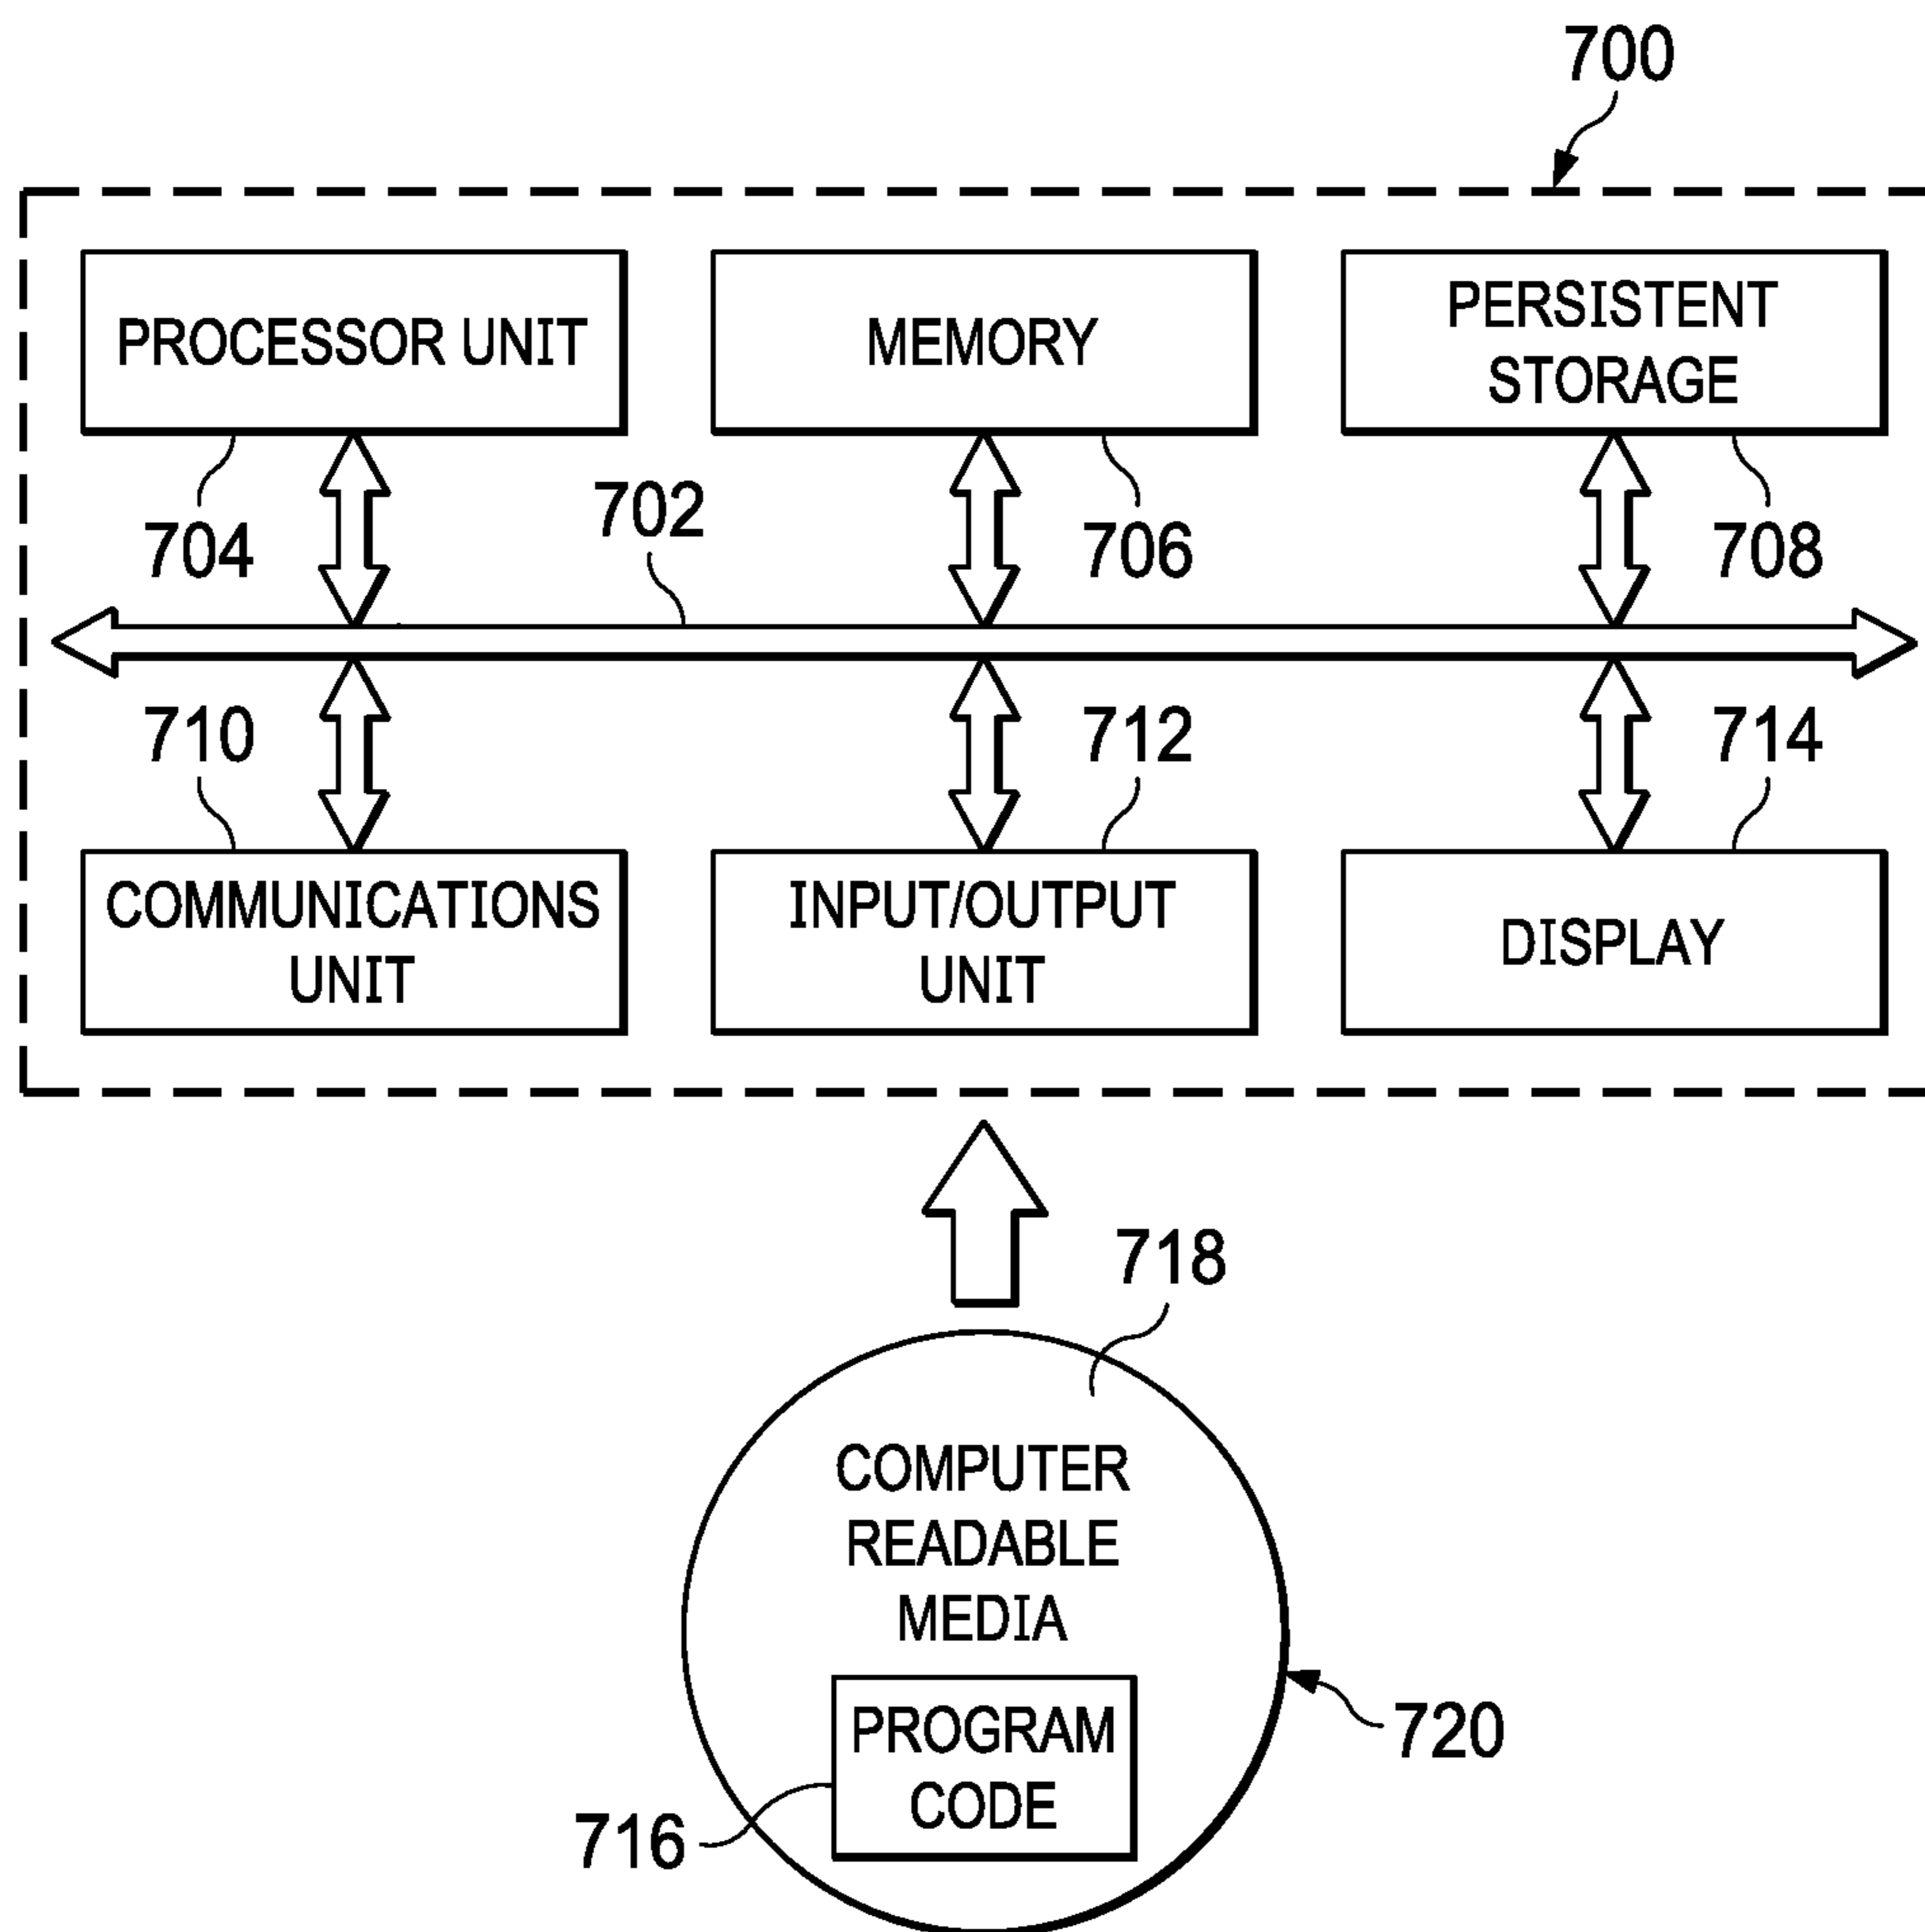 700
PROCESSOR UNIT
MEMORY
PERSISTENT
STORAGE
704
702
706
708
710
712
714
COMMUNICATIONS
UNIT
INPUT/OUTPUT
UNIT
DISPLAY
718
COMPUTER
READABLE
MEDIA
720
PROGRAM
CODE
716